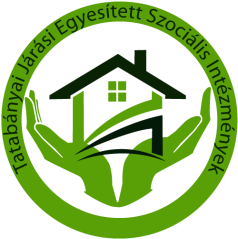 Tatabányai Járási Egyesített Szociális Intézmények